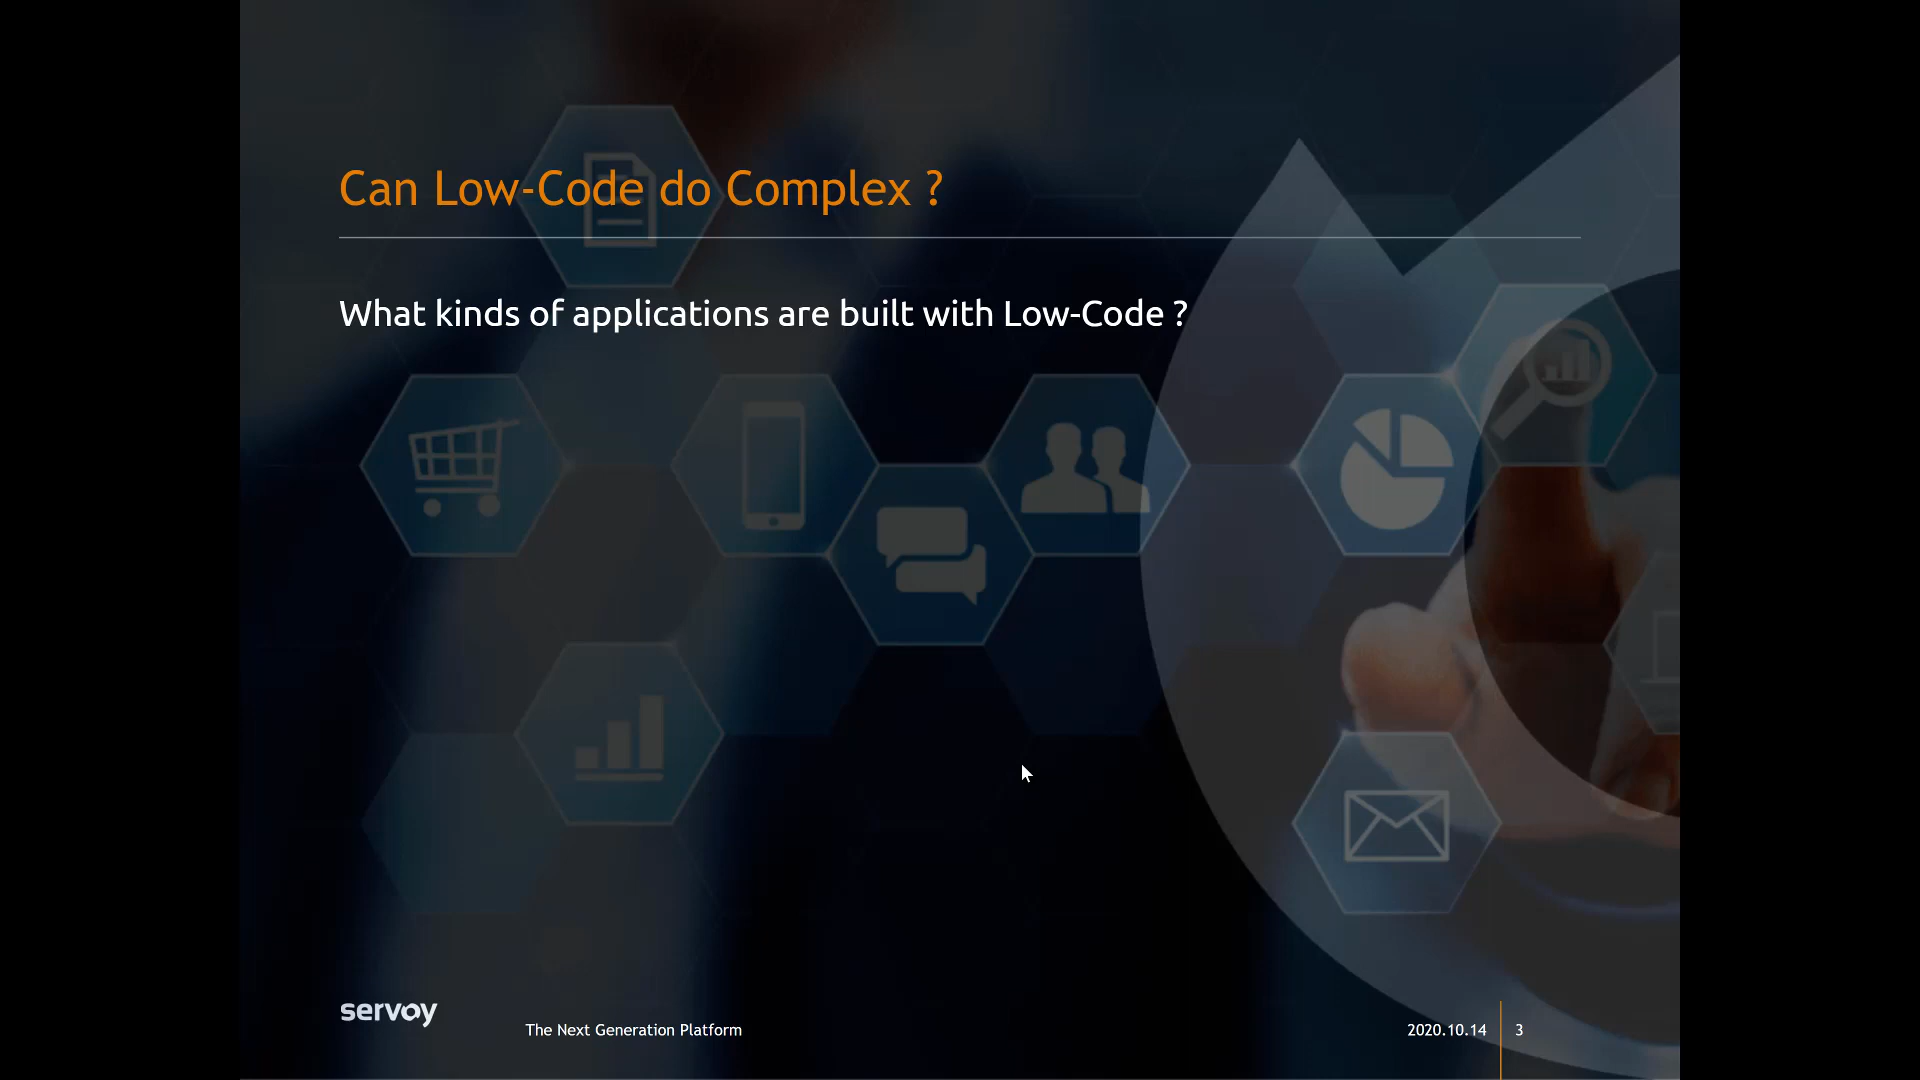 Can Low-Code do Complex ?
What kinds of applications are built with Low-Code ?
servoy
The Next Generation Platform
2020.10.14
3